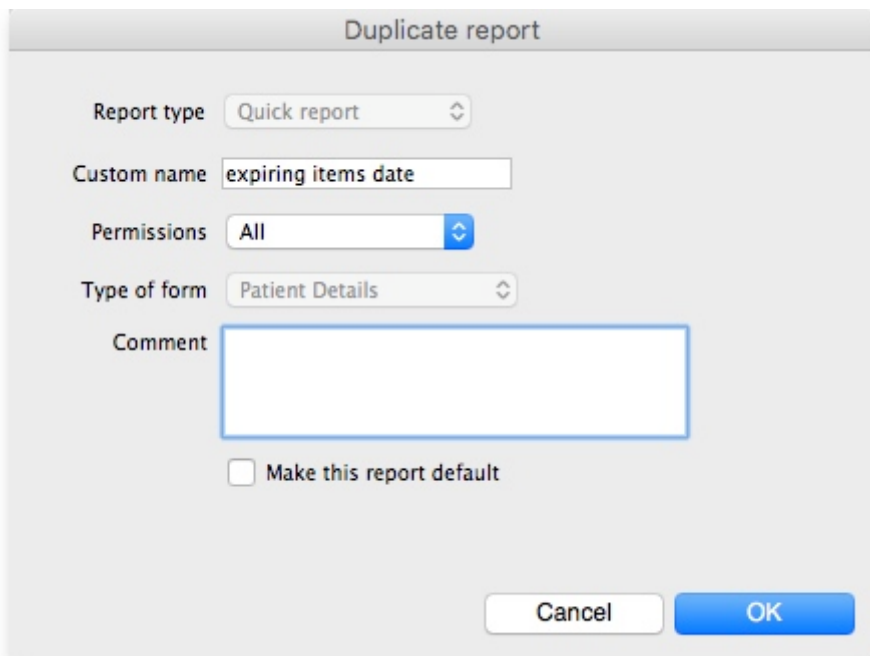 Duplicate report
Report type Quick report
Custom name expiring items date
Permissions All
Type of form Patient Details
Comment
Make this report default
Cancel OK